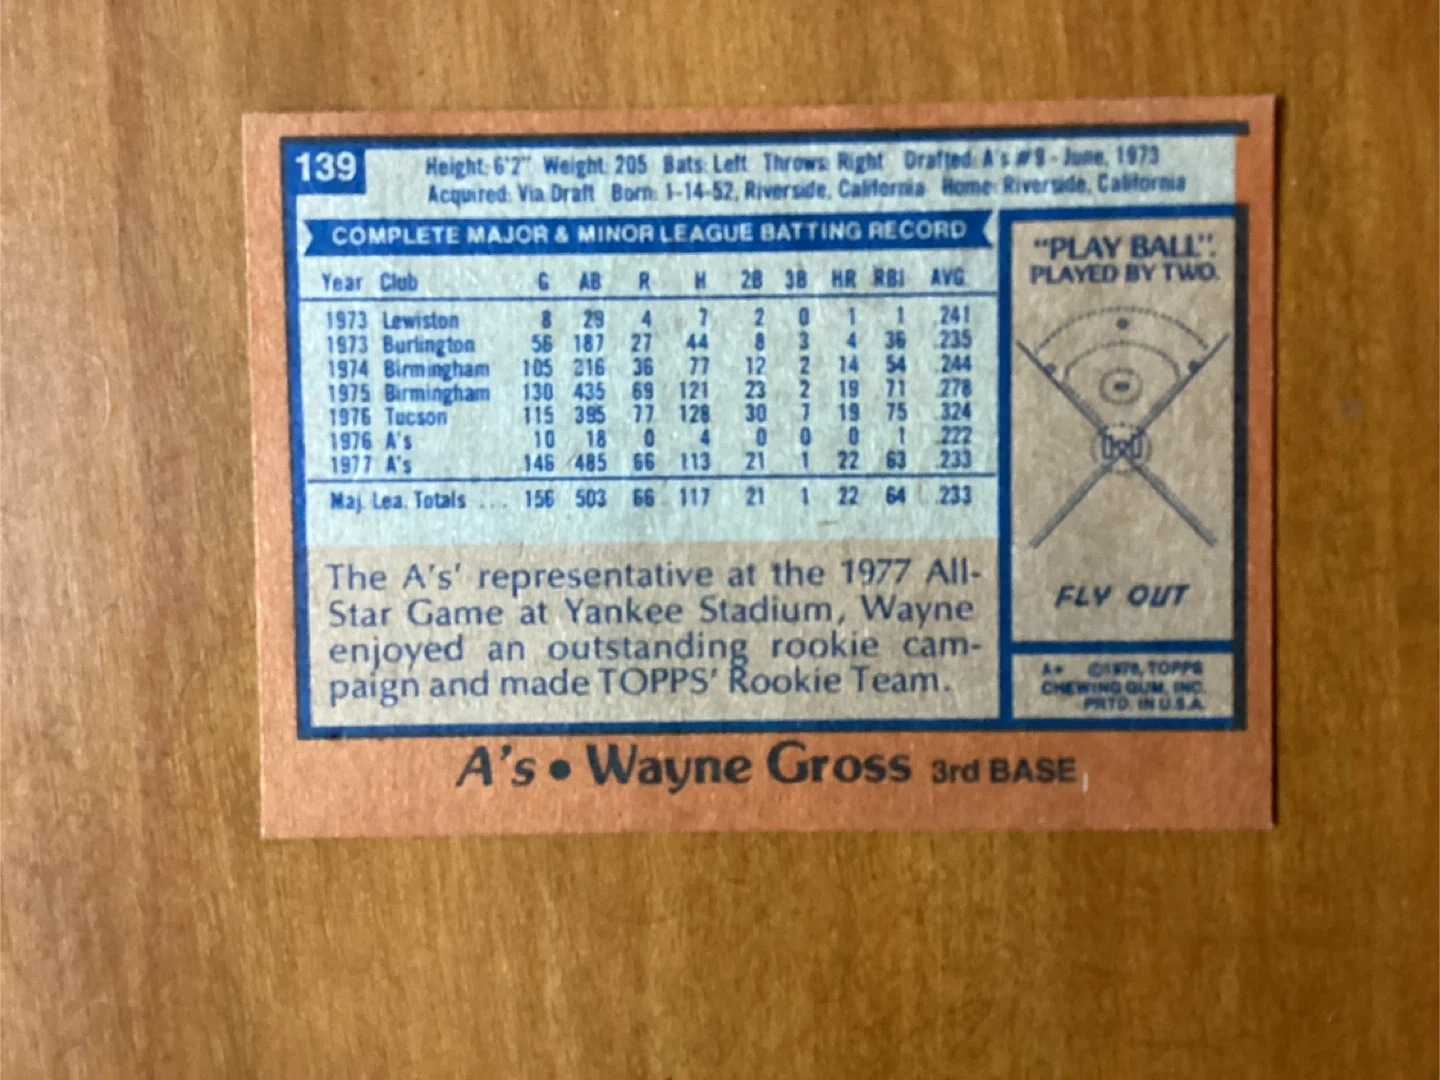 139
Height: 6'2" Weight: 205 Bats: Left Throws: Right Drafted: A's #9 - June, 1973
Acquired: Via Draft Born: 1-14-52, Riverside, California Home: Riverside, California
COMPLETE MAJOR & MINOR LEAGUE BATTING RECORD
Year Club G AB R H 2B 3B HR RBI AVG.
1973 Lewiston 8 29 4 7 2 0 1 1 .241
1973 Burlington 56 187 27 44 8 3 4 36 .235
1974 Birmingham 105 316 36 77 12 2 14 54 .244
1975 Birmingham 130 435 69 121 23 2 19 71 .278
1976 Tucson 115 395 77 128 30 7 19 75 .324
1976 A's 10 18 0 4 0 0 0 1 .222
1977 A's 146 485 66 113 21 1 22 63 .233
Maj. Lea. Totals ... 156 503 66 117 21 1 22 64 .233
The A's' representative at the 1977 All-
Star Game at Yankee Stadium, Wayne
enjoyed an outstanding rookie cam-
paign and made TOPPS' Rookie Team.
"PLAY BALL".
PLAYED BY TWO.
FLY OUT
A* ©1978, TOPPS
CHEWING GUM, INC.
PRTD. IN U.S.A.
A's • Wayne Gross 3rd BASE